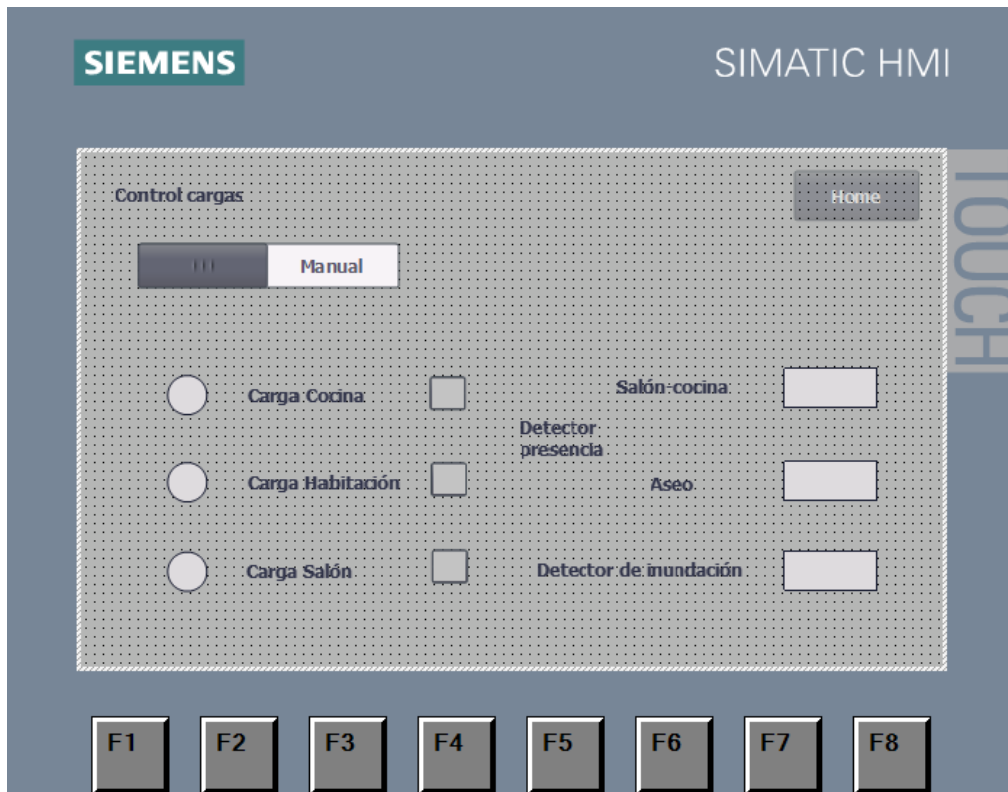 SIEMENS
SIMATIC HMI
TOUCH
Control cargas
Home
Manual
Carga Cocina
Salón-cocina
Detector
presencia
Carga Habitación
Aseo
Carga Salón
Detector de inundación
F1 F2 F3 F4 F5 F6 F7 F8